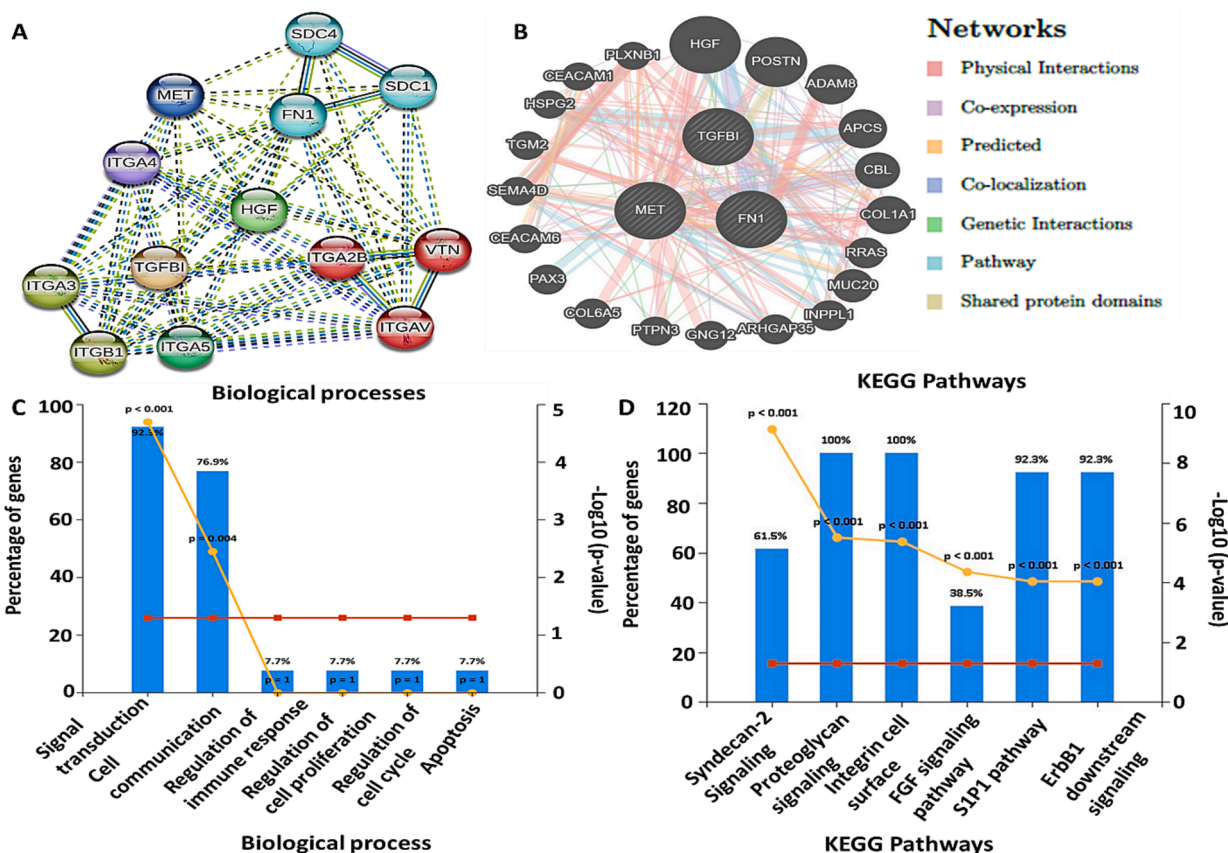 A
SDC4
MET
SDC1
FN1
ITGA4
HGF
VTN
ITGA2B
TGFBI
ITGA3
ITGAV
ITGA5
ITGB1
B
HGF
PLXNB1
POSTN
CEACAM1
ADAM8
HSPG2
TGFBI
APCS
TGM2
CBL
SEMA4D
MET
FN1
COL1A1
CEACAM6
RRAS
PAX3
MUC20
COL6A5
INPPL1
PTPN3
GNG12
ARHGAP35
Networks
Physical Interactions
Co-expression
Predicted
Co-localization
Genetic Interactions
Pathway
Shared protein domains
C
Biological processes
Percentage of genes
100
80
60
40
20
0
p < 0.001
92.3%
76.9%
p = 0.004
7.7%
7.7%
7.7%
7.7%
p = 1
p = 1
p = 1
p = 1
5
4
3
2
1
0
-Log10 (p-value)
Signal
transduction
Cell
communication
Regulation of
immune response
Regulation of
cell proliferation
Regulation of
cell cycle
Apoptosis
Biological process
D
KEGG Pathways
Percentage of genes
120
100
80
60
40
20
0
p < 0.001
100%
100%
92.3%
92.3%
61.5%
p < 0.001
p < 0.001
p < 0.001
p < 0.001
p < 0.001
38.5%
10
8
6
4
2
0
-Log10 (p-value)
Syndecan-2
Signaling
Proteoglycan
signaling
Integrin cell
surface
FGF signaling
pathway
S1P1 pathway
ErbB1
downstream
signaling
KEGG Pathways